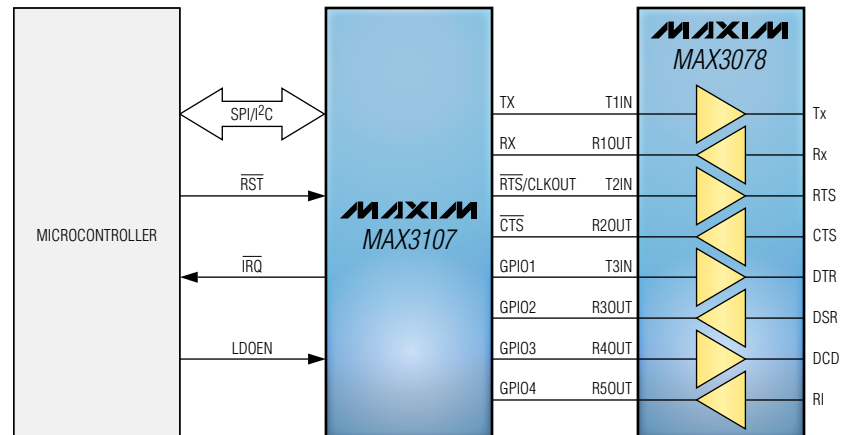 MAXIM
MAX3078
SPI/I²C
TX T1IN Tx
RX R1OUT Rx
RST RTS/CLKOUT T2IN RTS
MAXIM
MICROCONTROLLER MAX3107 CTS R2OUT CTS
IRQ GPIO1 T3IN DTR
GPIO2 R3OUT DSR
LDOEN GPIO3 R4OUT DCD
GPIO4 R5OUT RI